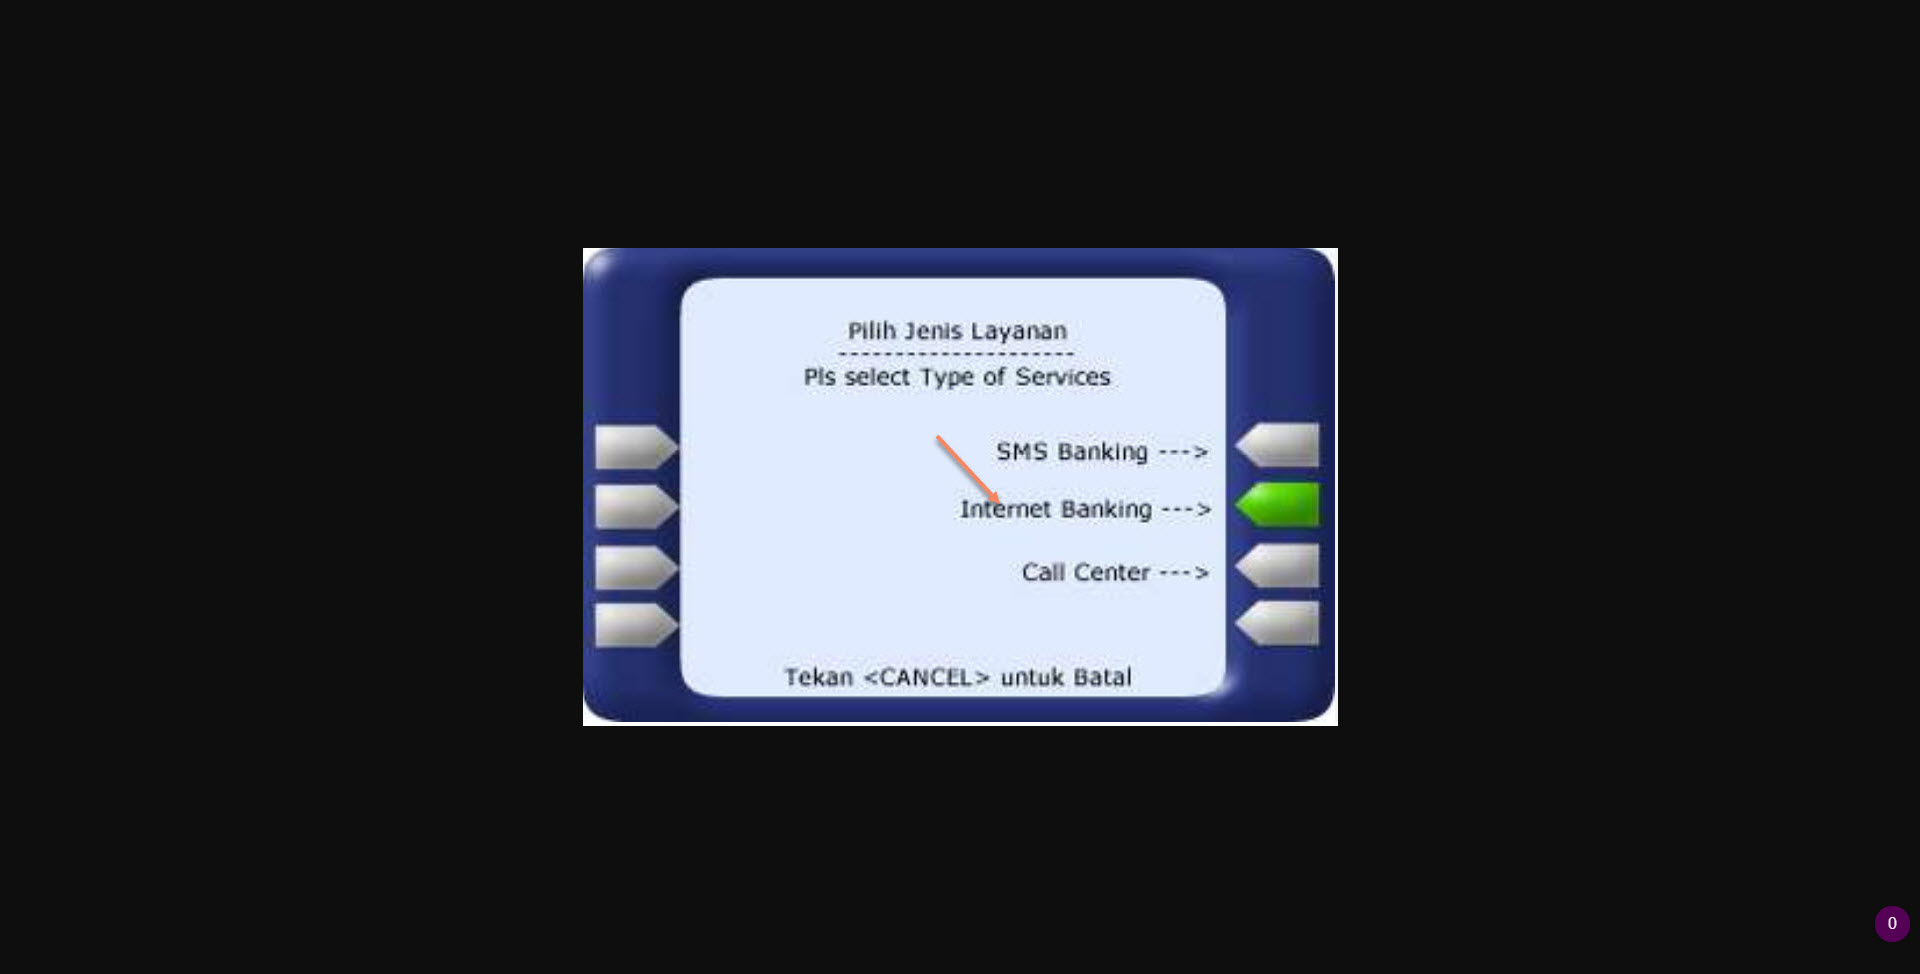 Pilih Jenis Layanan
---------------------
Pls select Type of Services
SMS Banking --->
Internet Banking --->
Call Center --->
Tekan <CANCEL> untuk Batal
0